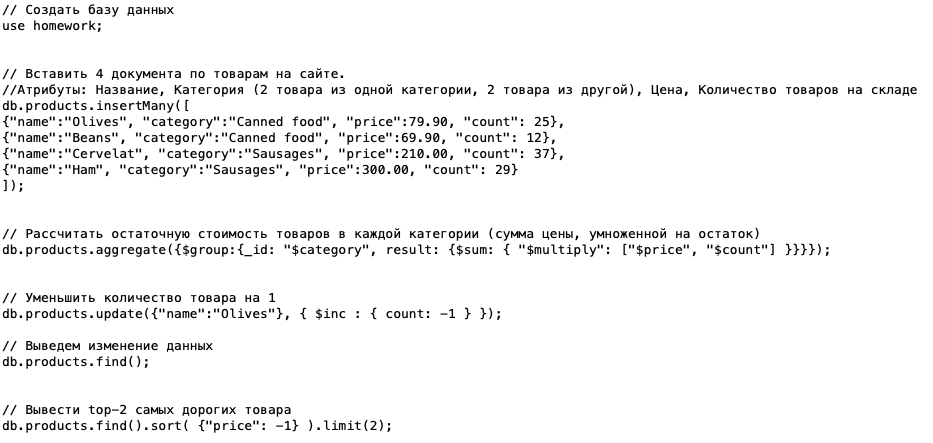 // Создать базу данных
use homework;
// Вставить 4 документа по товарам на сайте.
//Атрибуты: Название, Категория (2 товара из одной категории, 2 товара из другой), Цена, Количество товаров на складе
db.products.insertMany([
{"name":"Olives", "category":"Canned food", "price":79.90, "count": 25},
{"name":"Beans", "category":"Canned food", "price":69.90, "count": 12},
{"name":"Cervelat", "category":"Sausages", "price":210.00, "count": 37},
{"name":"Ham", "category":"Sausages", "price":300.00, "count": 29}
]);
// Рассчитать остаточную стоимость товаров в каждой категории (сумма цены, умноженной на остаток)
db.products.aggregate({$group:{_id: "$category", result: {$sum: { "$multiply": ["$price", "$count"] }}}});
// Уменьшить количество товара на 1
db.products.update({"name":"Olives"}, { $inc : { count: -1 } });
// Выведем изменение данных
db.products.find();
// Вывести top-2 самых дорогих товара
db.products.find().sort( {"price": -1} ).limit(2);